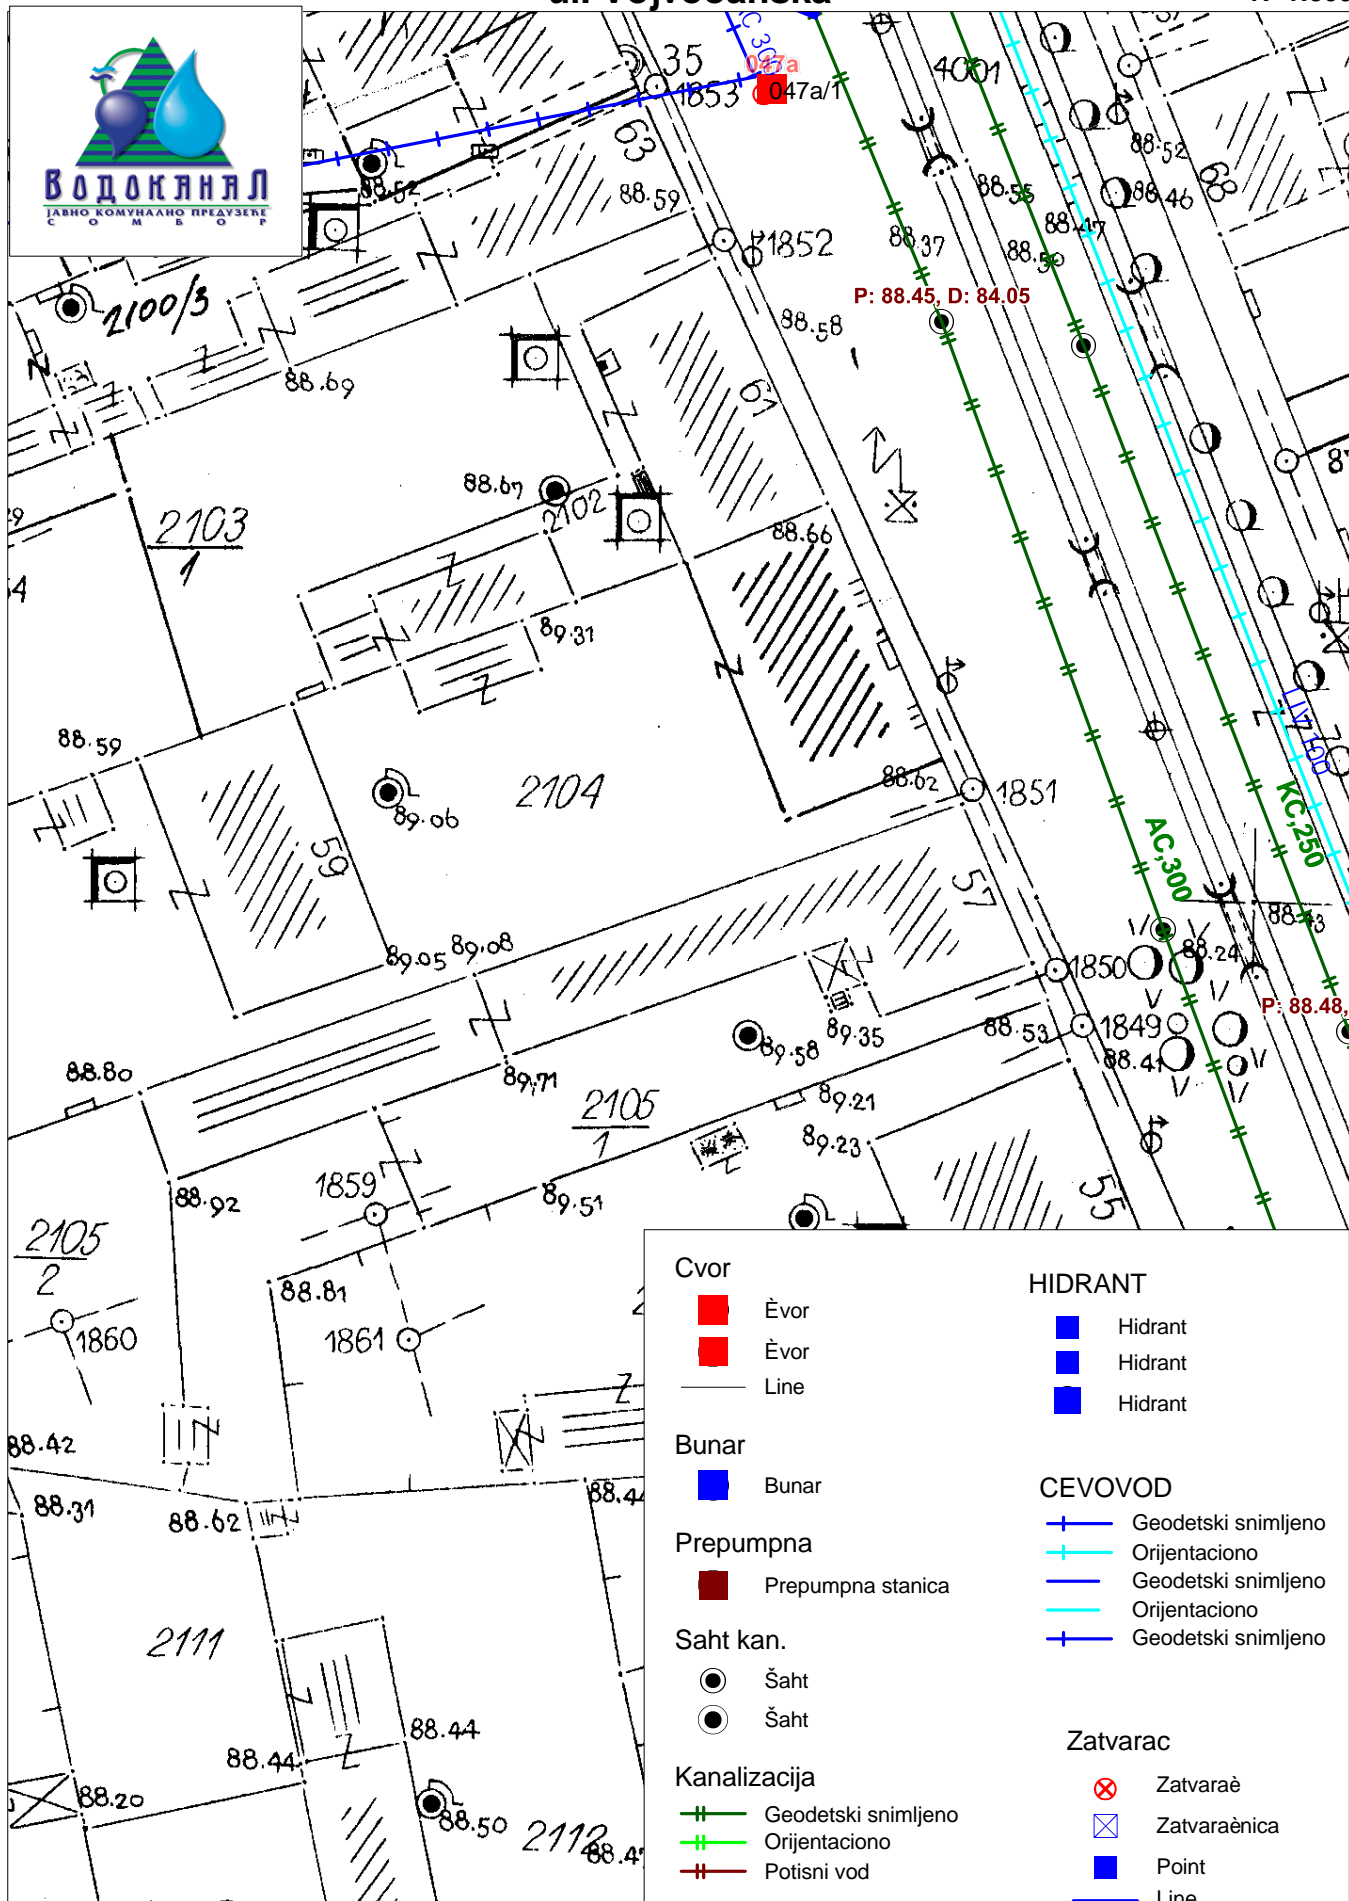 ВОДОКАНАЛ
ЈАВНО КОМУНАЛНО ПРЕДУЗЕЋЕ
С О М Б О Р
35
4001
047a
1853
047a/1
63
88.52
88.52
88.59
88.55
88.46
68
1852
88.37
88.47
88.50
2100/3
P: 88.45, D: 84.05
88.58
88.69
61
88.67
2102
2103
1
88.66
89.31
88.59
LIV 100
2104
88.62
1851
89.06
KC,250
AC,300
59
57
88.43
89.05
89.08
88.24
1850
P: 88.48,
89.35
88.53
1849
89.58
88.41
88.80
89.71
2105
1
89.21
89.23
1859
88.92
89.51
55
2105
2
88.81
1860
1861
88.42
88.31
88.62
88.44
2111
88.44
88.44
88.20
88.50
2112
Cvor
Èvor
Èvor
Line
Bunar
Bunar
Prepumpna
Prepumpna stanica
Saht kan.
Šaht
Šaht
Kanalizacija
Geodetski snimljeno
Orijentaciono
Potisni vod
HIDRANT
Hidrant
Hidrant
Hidrant
CEVOVOD
Geodetski snimljeno
Orijentaciono
Geodetski snimljeno
Orijentaciono
Geodetski snimljeno
Zatvarac
Zatvaraè
Zatvaraènica
Point
Line